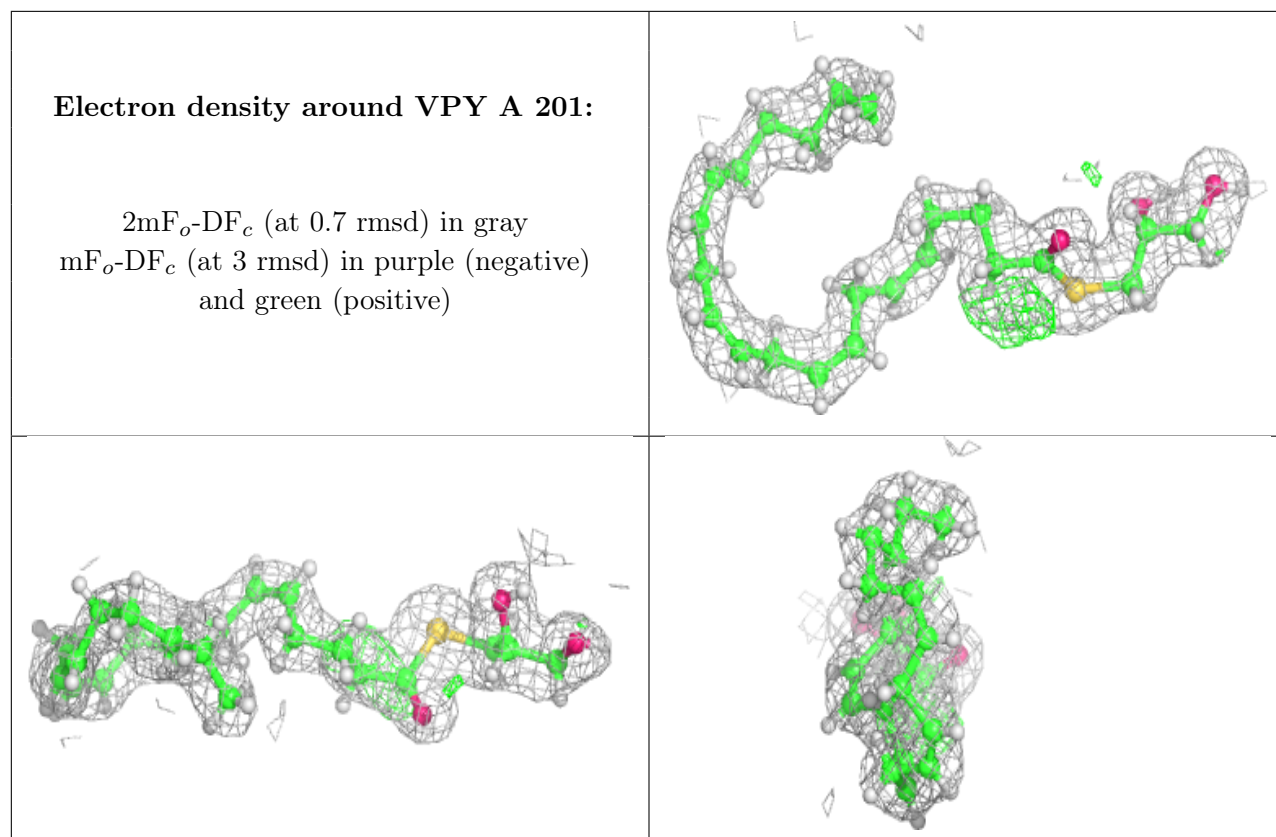 Electron density around VPY A 201:
2mFo-DFc (at 0.7 rmsd) in gray
mFo-DFc (at 3 rmsd) in purple (negative)
and green (positive)